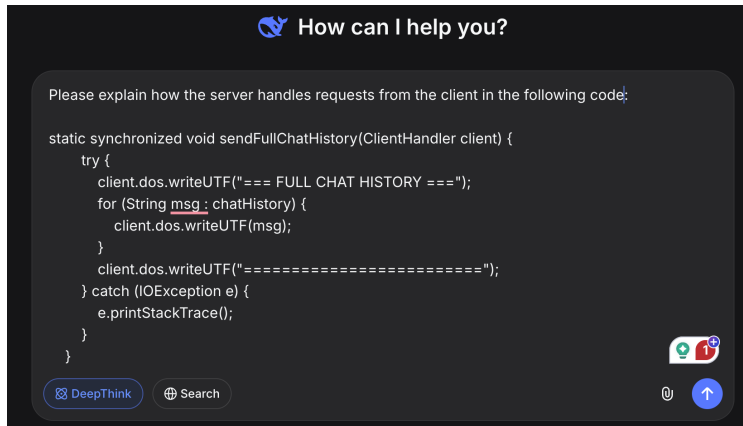 How can I help you?
Please explain how the server handles requests from the client in the following code:
static synchronized void sendFullChatHistory(ClientHandler client) {
try {
client.dos.writeUTF("=== FULL CHAT HISTORY ===");
for (String msg : chatHistory) {
client.dos.writeUTF(msg);
}
client.dos.writeUTF("=========================");
} catch (IOException e) {
e.printStackTrace();
}
}
1
DeepThink
Search